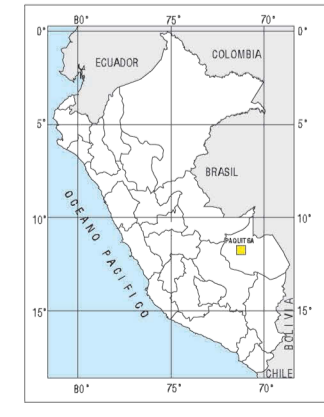 80° 75° 70°
0° 0°
ECUADOR
COLOMBIA
5° 5°
BRASIL
OCEANO PACIFICO
10° 10°
PAQUITSA
15° 15°
BOLIVIA
CHILE
80° 75° 70°